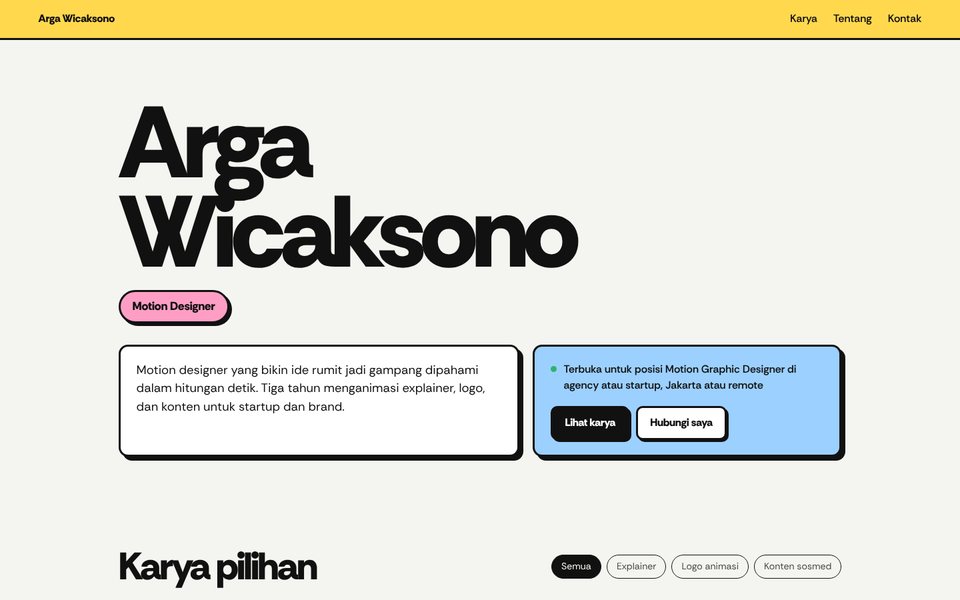 Arga Wicaksono
Karya Tentang Kontak
Arga
Wicaksono
Motion Designer
Motion designer yang bikin ide rumit jadi gampang dipahami
dalam hitungan detik. Tiga tahun menganimasi explainer, logo,
dan konten untuk startup dan brand.
Terbuka untuk posisi Motion Graphic Designer di
agency atau startup, Jakarta atau remote
Lihat karya Hubungi saya
Karya pilihan
Semua Explainer Logo animasi Konten sosmed